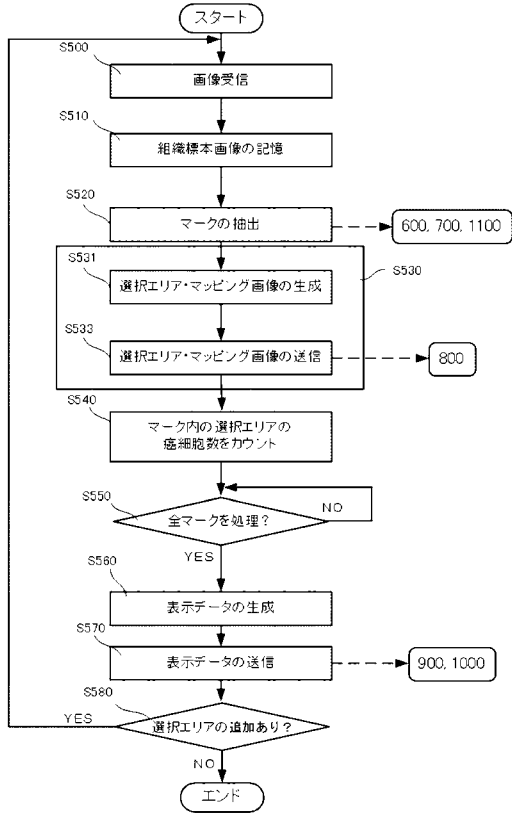 スタート
S500
画像受信
S510
組織標本画像の記憶
S520
マークの抽出
600, 700, 1100
S530
S531
選択エリア・マッピング画像の生成
S533
選択エリア・マッピング画像の送信
800
S540
マーク内の選択エリアの
癌細胞数をカウント
S550
全マークを処理?
NO
YES
S560
表示データの生成
S570
表示データの送信
900, 1000
S580
選択エリアの追加あり?
YES
NO
エンド